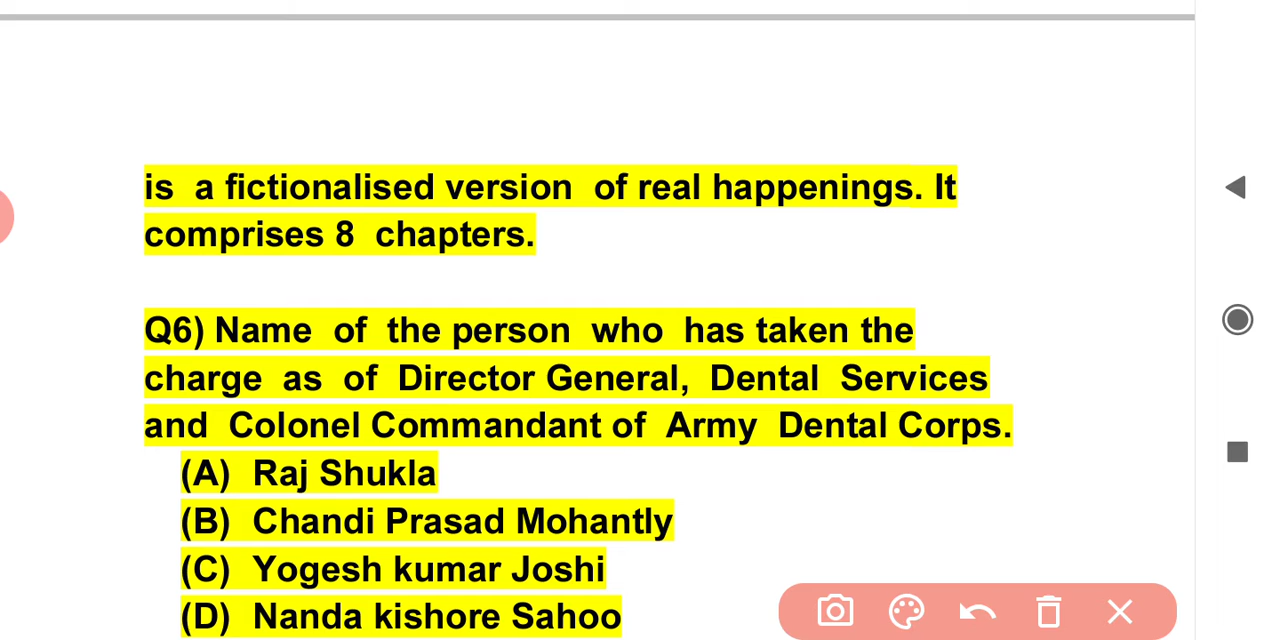 is a fictionalised version of real happenings. It
comprises 8 chapters.
Q6) Name of the person who has taken the
charge as of Director General, Dental Services
and Colonel Commandant of Army Dental Corps.
(A) Raj Shukla
(B) Chandi Prasad Mohantly
(C) Yogesh kumar Joshi
(D) Nanda kishore Sahoo